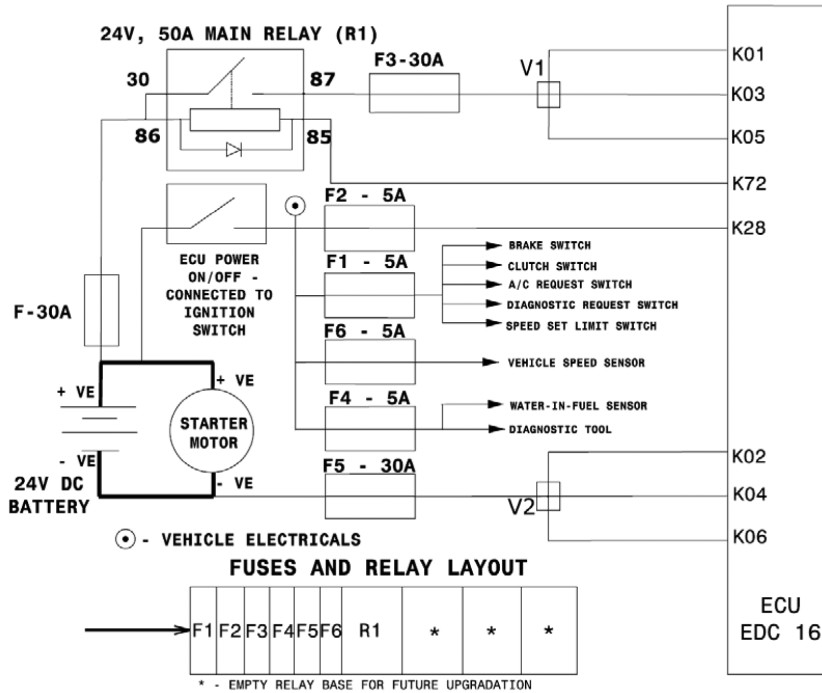 24V, 50A MAIN RELAY (R1)
30
87
86
85
F3-30A
V1
K01
K03
K05
K72
F2 - 5A
K28
ECU POWER
ON/OFF -
CONNECTED TO
IGNITION
SWITCH
F1 - 5A
BRAKE SWITCH
CLUTCH SWITCH
A/C REQUEST SWITCH
DIAGNOSTIC REQUEST SWITCH
SPEED SET LIMIT SWITCH
F-30A
F6 - 5A
VEHICLE SPEED SENSOR
+ VE
+ VE
STARTER
MOTOR
F4 - 5A
WATER-IN-FUEL SENSOR
DIAGNOSTIC TOOL
- VE
- VE
24V DC
BATTERY
F5 - 30A
V2
K02
K04
K06
- VEHICLE ELECTRICALS
FUSES AND RELAY LAYOUT
F1 F2 F3 F4 F5 F6 R1 * * *
* - EMPTY RELAY BASE FOR FUTURE UPGRADATION
ECU
EDC 16